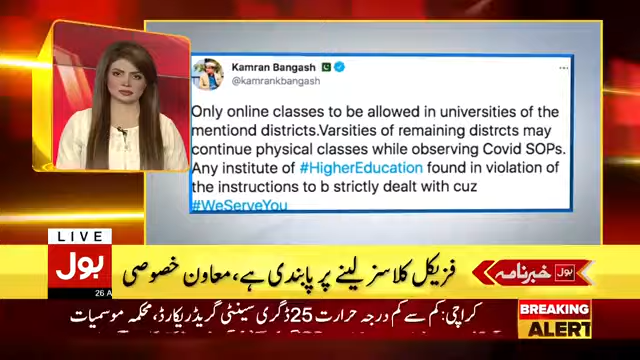 Kamran Bangash
@kamrankbangash
Only online classes to be allowed in universities of the
mentiond districts.Varsities of remaining distrcts may
continue physical classes while observing Covid SOPs.
Any institute of #HigherEducation found in violation of
the instructions to b strictly dealt with cuz
#WeServeYou
LIVE
بول
26 A
فزیکل کلاسز لینے پر پابندی ہے، معاون خصوصی
بول خبرنامہ
کراچی: کم سے کم درجہ حرارت 25 ڈگری سینٹی گریڈ ریکارڈ، محکمہ موسمیات
BREAKING
ALERT